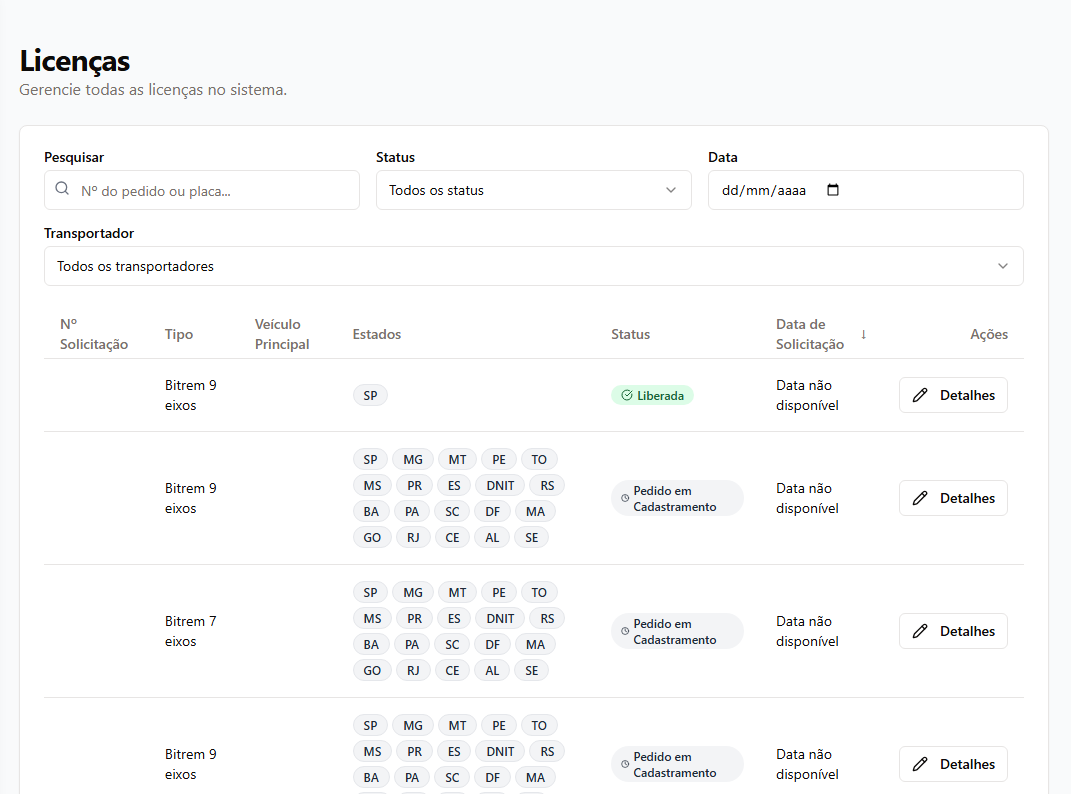 Licenças
Gerencie todas as licenças no sistema.
Pesquisar
Nº do pedido ou placa...
Status
Todos os status
Data
dd/mm/aaaa
Transportador
Todos os transportadores
Nº
Solicitação
Tipo
Veículo
Principal
Estados
Status
Data de
Solicitação ↓
Ações
Bitrem 9
eixos
SP
Liberada
Data não
disponível
Detalhes
Bitrem 9
eixos
SP MG MT PE TO
MS PR ES DNIT RS
BA PA SC DF MA
GO RJ CE AL SE
Pedido em
Cadastramento
Data não
disponível
Detalhes
Bitrem 7
eixos
SP MG MT PE TO
MS PR ES DNIT RS
BA PA SC DF MA
GO RJ CE AL SE
Pedido em
Cadastramento
Data não
disponível
Detalhes
Bitrem 9
eixos
SP MG MT PE TO
MS PR ES DNIT RS
BA PA SC DF MA
Pedido em
Cadastramento
Data não
disponível
Detalhes